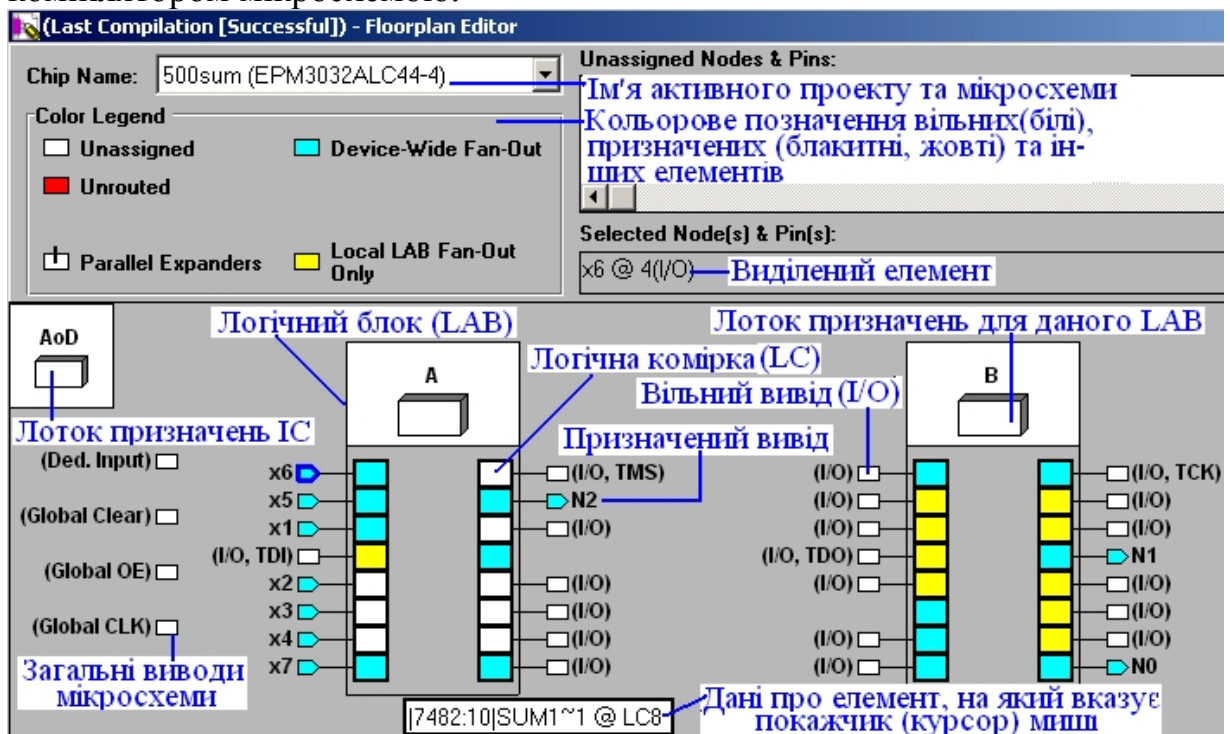 компілятором мікросхемою.
(Last Compilation [Successful]) - Floorplan Editor
Chip Name: 500sum (EPM3032ALC44-4)
Unassigned Nodes & Pins:
Ім'я активного проекту та мікросхеми
Color Legend
Кольорове позначення вільних(білі),
призначених (блакитні, жовті) та ін-
ших елементів
Unassigned
Device-Wide Fan-Out
Unrouted
Parallel Expanders
Local LAB Fan-Out
Only
Selected Node(s) & Pin(s):
x6 @ 4(I/O)
Виділений елемент
AoD
Лоток призначень IC
Логічний блок (LAB)
Логічна комірка (LC)
Лоток призначень для даного LAB
A
B
Вільний вивід (I/O)
Призначений вивід
(Ded. Input)
(Global Clear)
(Global OE)
(Global CLK)
Загальні виводи
мікросхеми
x6
x5
x1
(I/O, TDI)
x2
x3
x4
x7
(I/O, TMS)
N2
(I/O)
(I/O)
(I/O)
(I/O)
(I/O)
(I/O)
(I/O)
(I/O)
(I/O, TDO)
(I/O)
(I/O)
(I/O)
(I/O, TCK)
(I/O)
(I/O)
N1
(I/O)
(I/O)
(I/O)
N0
|7482:10|SUM1~1 @ LC8
Дані про елемент, на який вказує
покажчик (курсор) миші